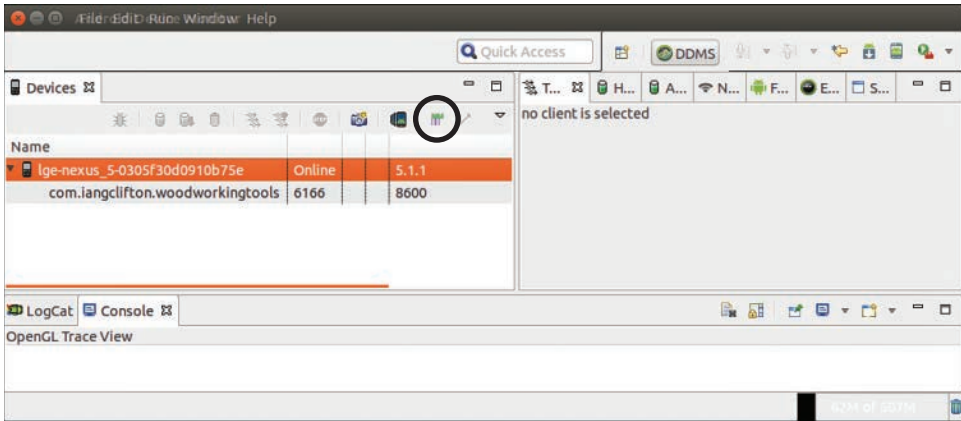 File Edit Run Window Help
Quick Access
DDMS
Devices
T... H... A... N... F... E... S...
no client is selected
Name
lge-nexus_5-0305f30d0910b75e Online 5.1.1
com.iangclifton.woodworkingtools 6166 8600
LogCat Console
OpenGL Trace View